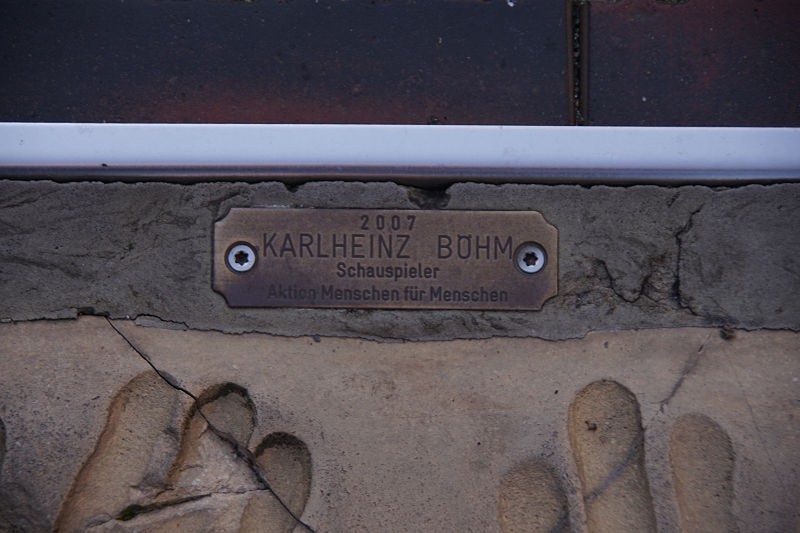 2007
KARLHEINZ BÖHM
Schauspieler
Aktion Menschen für Menschen